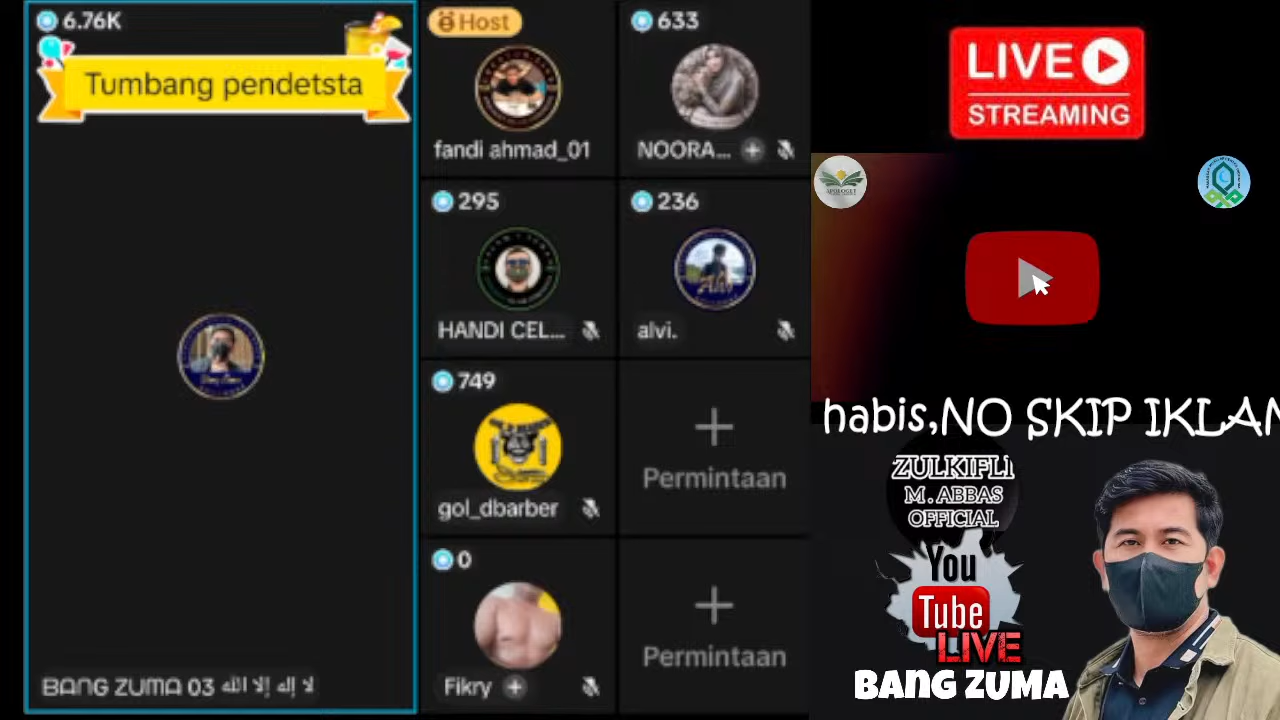 6.76K
Tumbang pendetsta
BANG ZUMA 03 لا إله إلا الله
Host
fandi ahmad_01
633
NOORA...
295
HANDI CEL...
236
alvi.
749
gol_dbarber
Permintaan
0
Fikry
Permintaan
LIVE
STREAMING
habis,NO SKIP IKLAN
ZULKIFLI
M.ABBAS
OFFICIAL
You
Tube
LIVE
BANG ZUMA